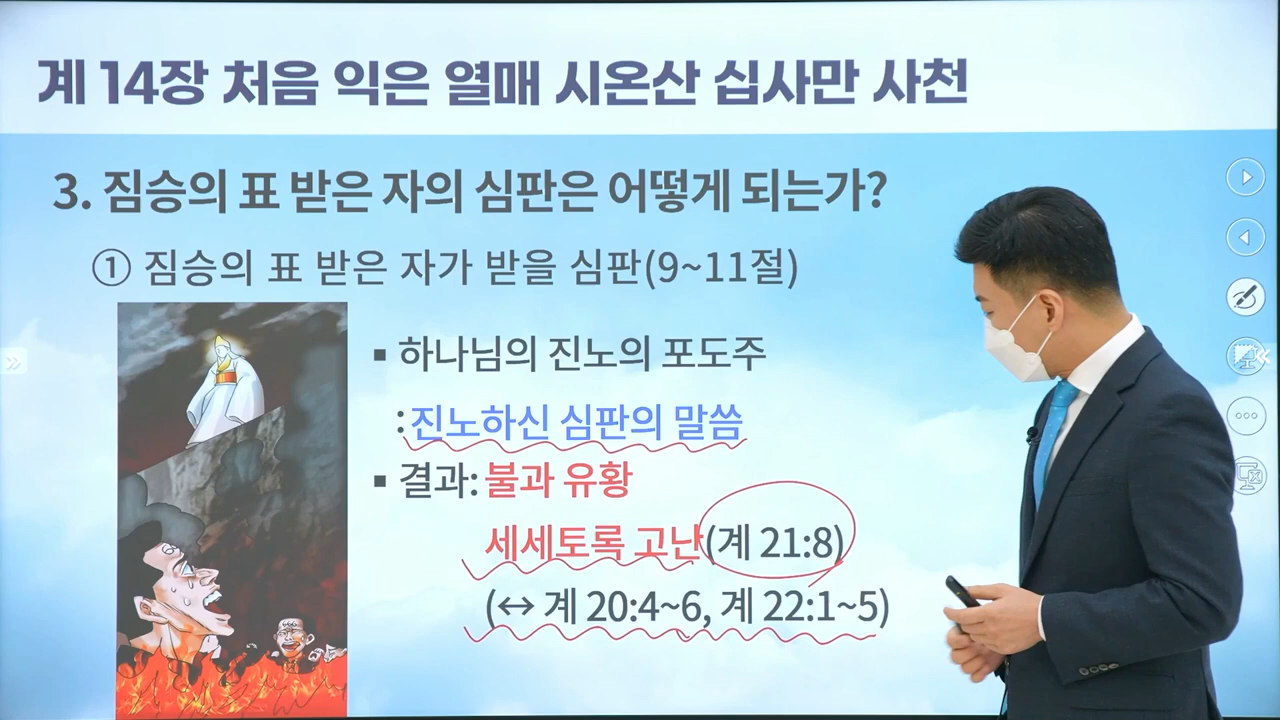 계 14장 처음 익은 열매 시온산 십사만 사천
3. 짐승의 표 받은 자의 심판은 어떻게 되는가?
① 짐승의 표 받은 자가 받을 심판(9~11절)
▪ 하나님의 진노의 포도주
: 진노하신 심판의 말씀
▪ 결과: 불과 유황
세세토록 고난(계 21:8)
(↔ 계 20:4~6, 계 22:1~5)